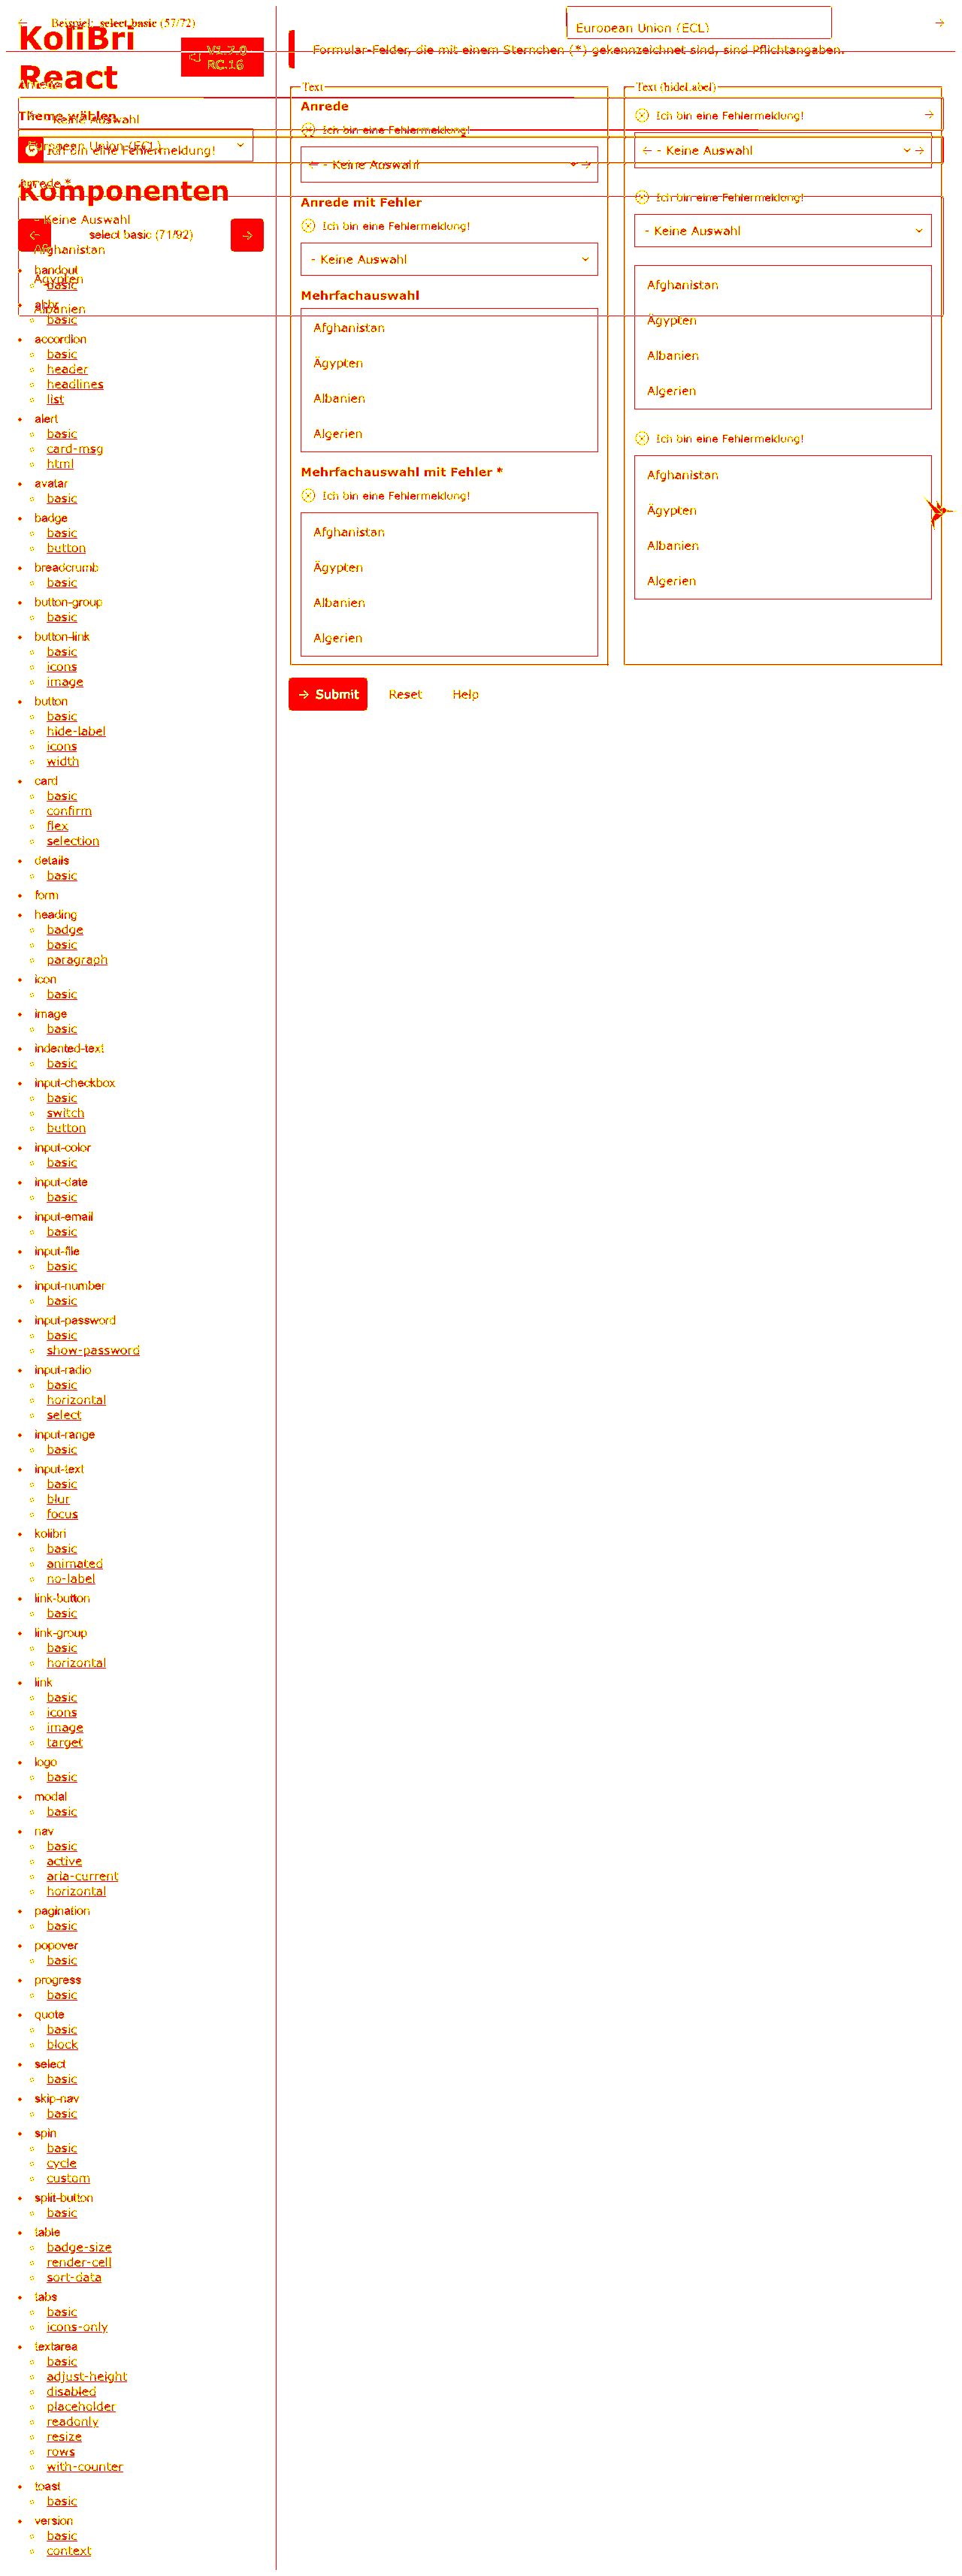 Beispiel: select basic (57/72)
European Union (ECL)
KoliBri
React
V1.7.0-
RC.16
Formular-Felder, die mit einem Sternchen (*) gekennzeichnet sind, sind Pflichtangaben.
Anrede
Theme wählen
- Keine Auswahl
European Union (ECL)
Ich bin eine Fehlermeldung!
Anrede *
Komponenten
- Keine Auswahl
select basic (71/92)
Afghanistan
Ägypten
Albanien
Text
Anrede
Ich bin eine Fehlermeldung!
- Keine Auswahl
Anrede mit Fehler
Ich bin eine Fehlermeldung!
- Keine Auswahl
Mehrfachauswahl
Afghanistan
Ägypten
Albanien
Algerien
Mehrfachauswahl mit Fehler *
Ich bin eine Fehlermeldung!
Afghanistan
Ägypten
Albanien
Algerien
Text (hideLabel)
Ich bin eine Fehlermeldung!
- Keine Auswahl
Ich bin eine Fehlermeldung!
- Keine Auswahl
Afghanistan
Ägypten
Albanien
Algerien
Ich bin eine Fehlermeldung!
Afghanistan
Ägypten
Albanien
Algerien
Submit Reset Help
handout
basic
abbr
basic
accordion
basic
header
headlines
list
alert
basic
card-msg
html
avatar
basic
badge
basic
button
breadcrumb
basic
button-group
basic
button-link
basic
icons
image
button
basic
hide-label
icons
width
card
basic
confirm
flex
selection
details
basic
form
heading
badge
basic
paragraph
icon
basic
image
basic
indented-text
basic
input-checkbox
basic
switch
button
input-color
basic
input-date
basic
input-email
basic
input-file
basic
input-number
basic
input-password
basic
show-password
input-radio
basic
horizontal
select
input-range
basic
input-text
basic
blur
focus
kolibri
basic
animated
no-label
link-button
basic
link-group
basic
horizontal
link
basic
icons
image
target
logo
basic
modal
basic
nav
basic
active
aria-current
horizontal
pagination
basic
popover
basic
progress
basic
quote
basic
block
select
basic
skip-nav
basic
spin
basic
cycle
custom
split-button
basic
table
badge-size
render-cell
sort-data
tabs
basic
icons-only
textarea
basic
adjust-height
disabled
placeholder
readonly
resize
rows
with-counter
toast
basic
version
basic
context